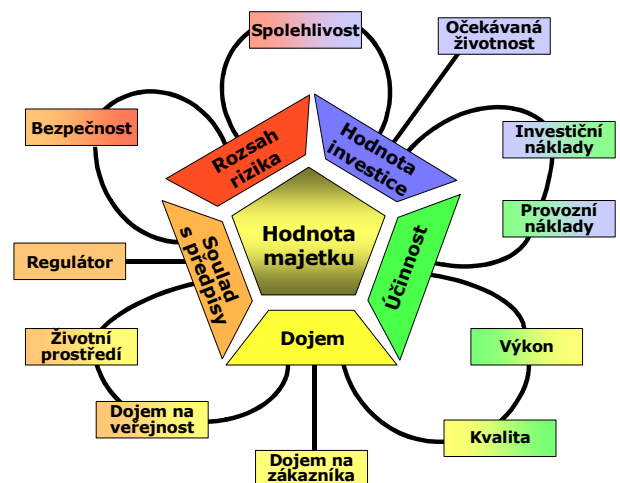 Spolehlivost
Očekávaná
životnost
Bezpečnost
Rozsah
rizika
Hodnota
investice
Investiční
náklady
Provozní
náklady
Hodnota
majetku
Soulad
s předpisy
Účinnost
Regulátor
Dojem
Životní
prostředí
Výkon
Dojem na
veřejnost
Kvalita
Dojem na
zákazníka